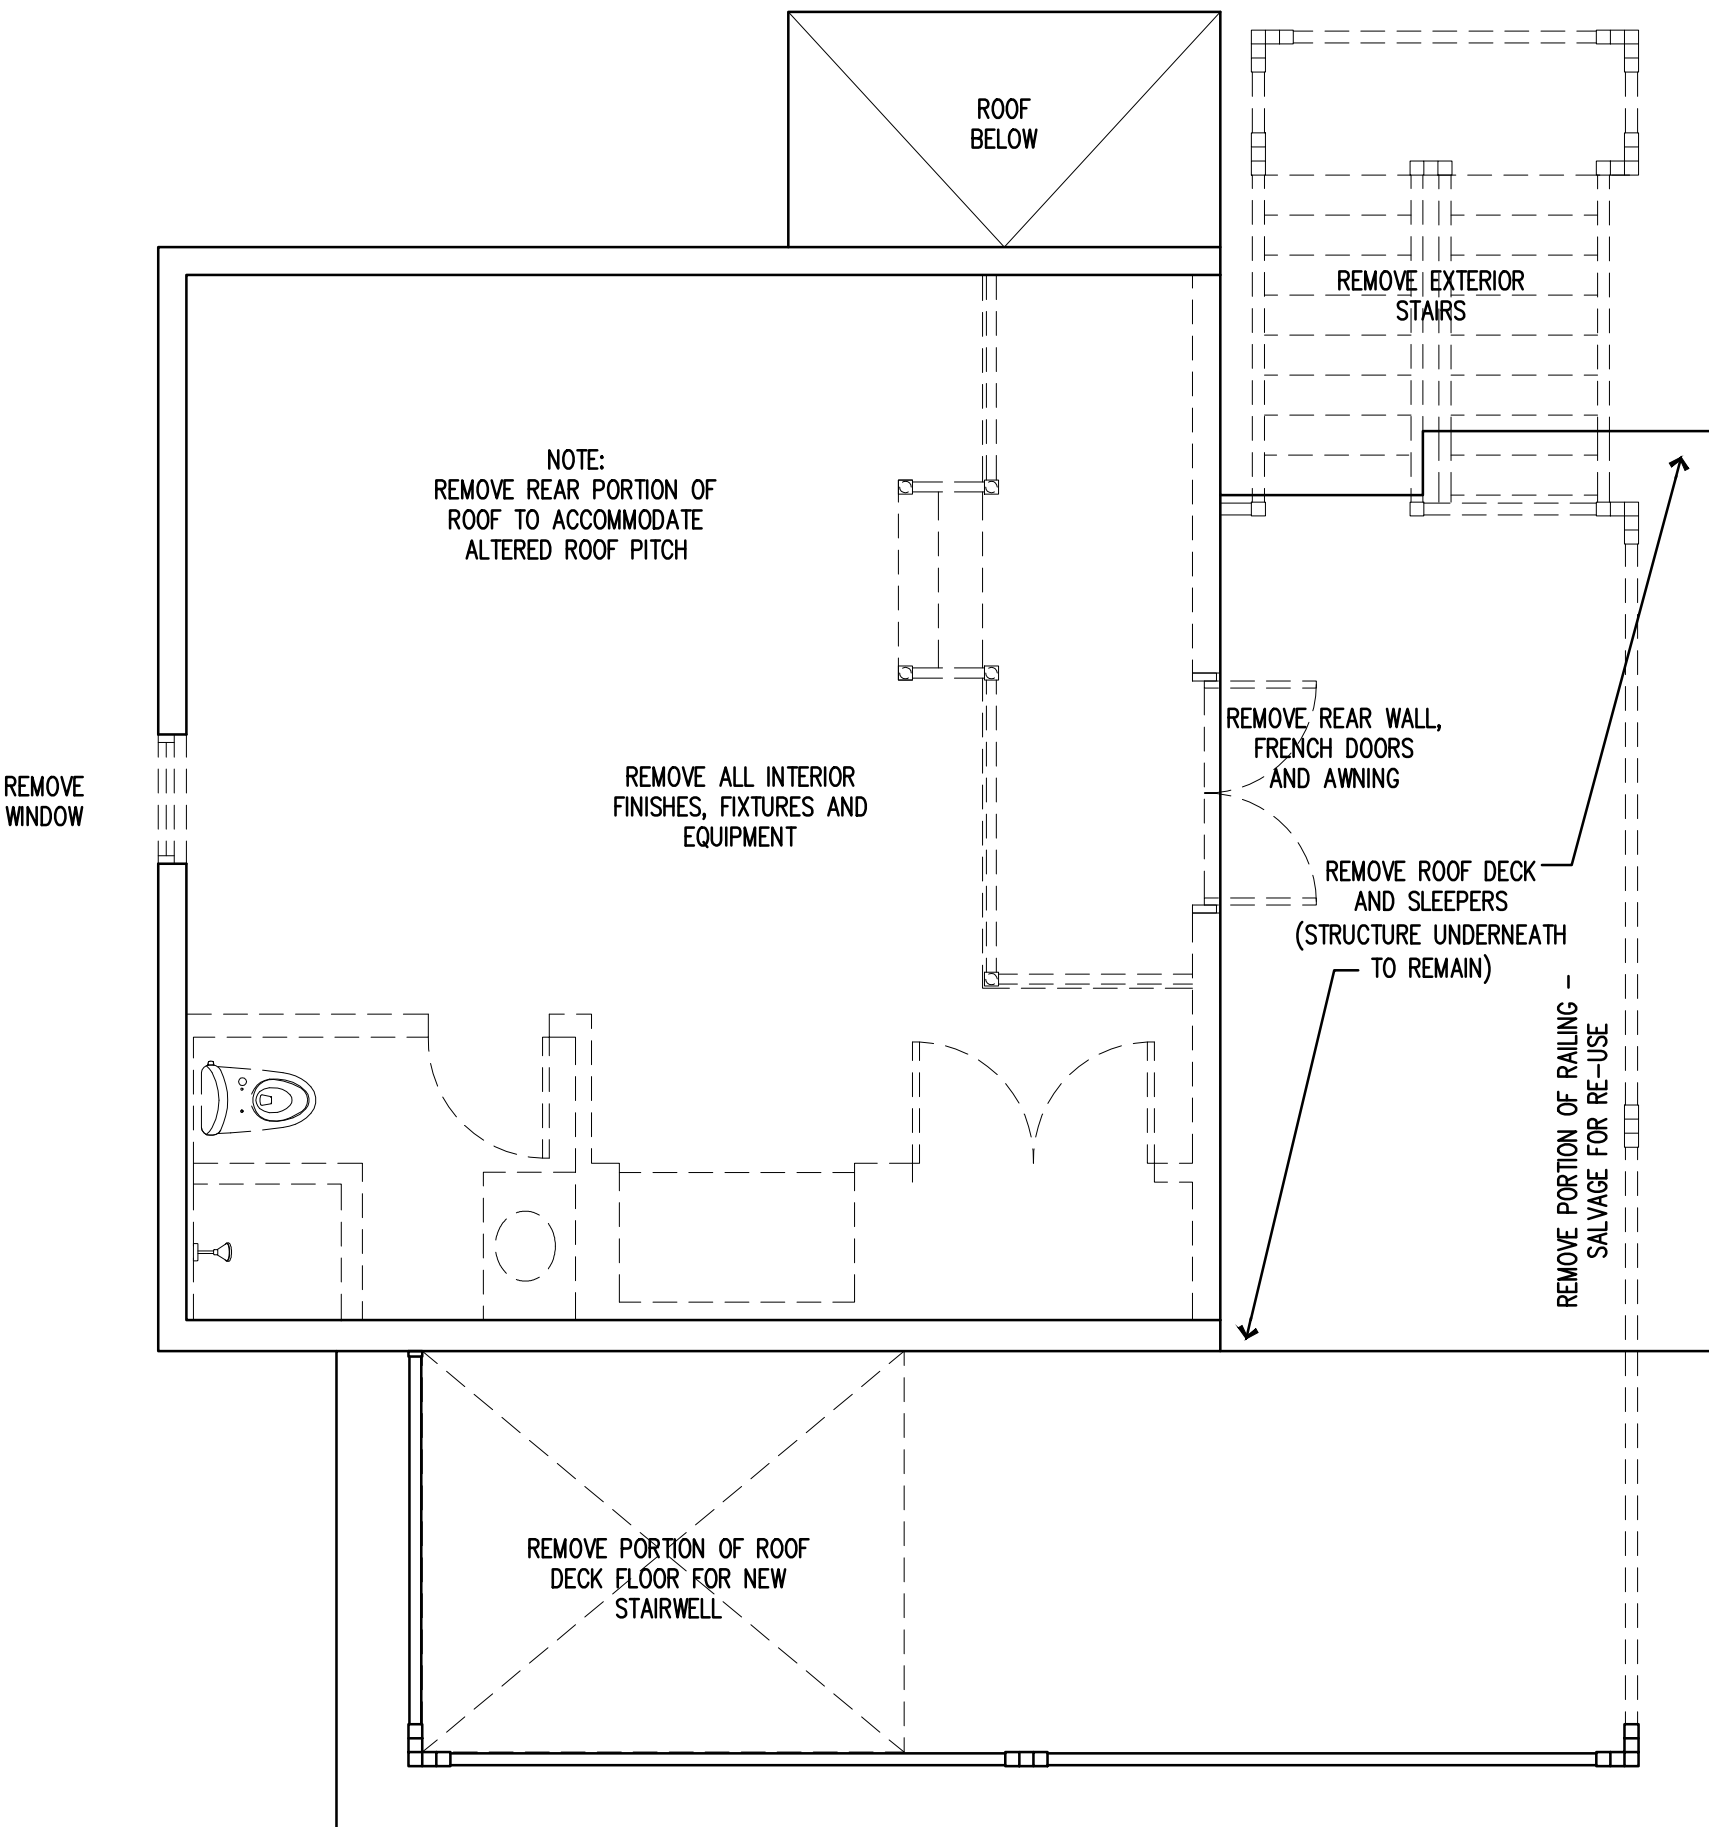 ROOF
BELOW
REMOVE EXTERIOR
STAIRS
NOTE:
REMOVE REAR PORTION OF
ROOF TO ACCOMMODATE
ALTERED ROOF PITCH
REMOVE
WINDOW
REMOVE ALL INTERIOR
FINISHES, FIXTURES AND
EQUIPMENT
REMOVE REAR WALL,
FRENCH DOORS
AND AWNING
REMOVE ROOF DECK
AND SLEEPERS
(STRUCTURE UNDERNEATH
TO REMAIN)
REMOVE PORTION OF RAILING -
SALVAGE FOR RE-USE
REMOVE PORTION OF ROOF
DECK FLOOR FOR NEW
STAIRWELL